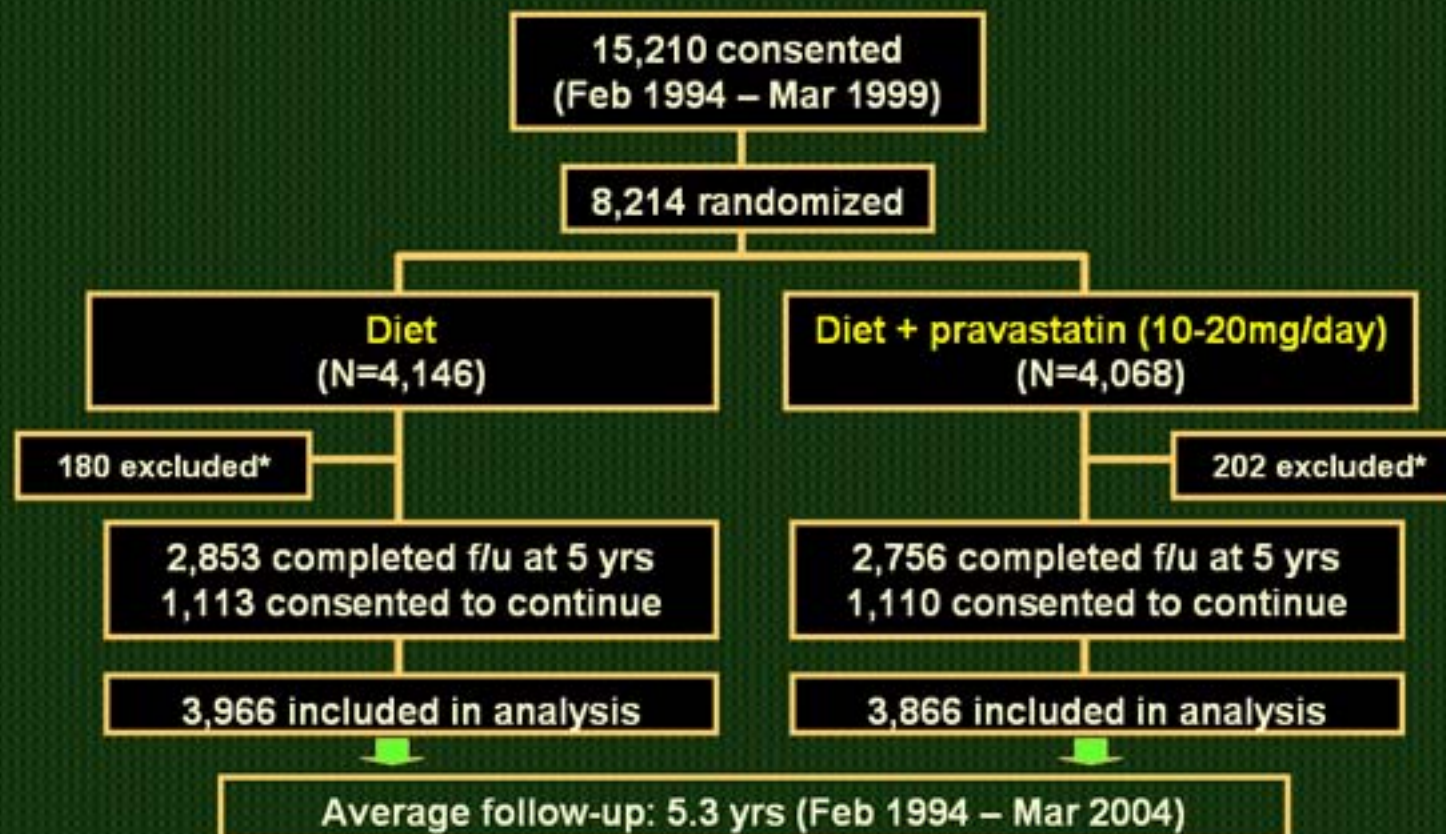 15,210 consented
(Feb 1994 – Mar 1999)
8,214 randomized
Diet
(N=4,146)
Diet + pravastatin (10-20mg/day)
(N=4,068)
180 excluded*
202 excluded*
2,853 completed f/u at 5 yrs
1,113 consented to continue
2,756 completed f/u at 5 yrs
1,110 consented to continue
3,966 included in analysis
3,866 included in analysis
Average follow-up: 5.3 yrs (Feb 1994 – Mar 2004)